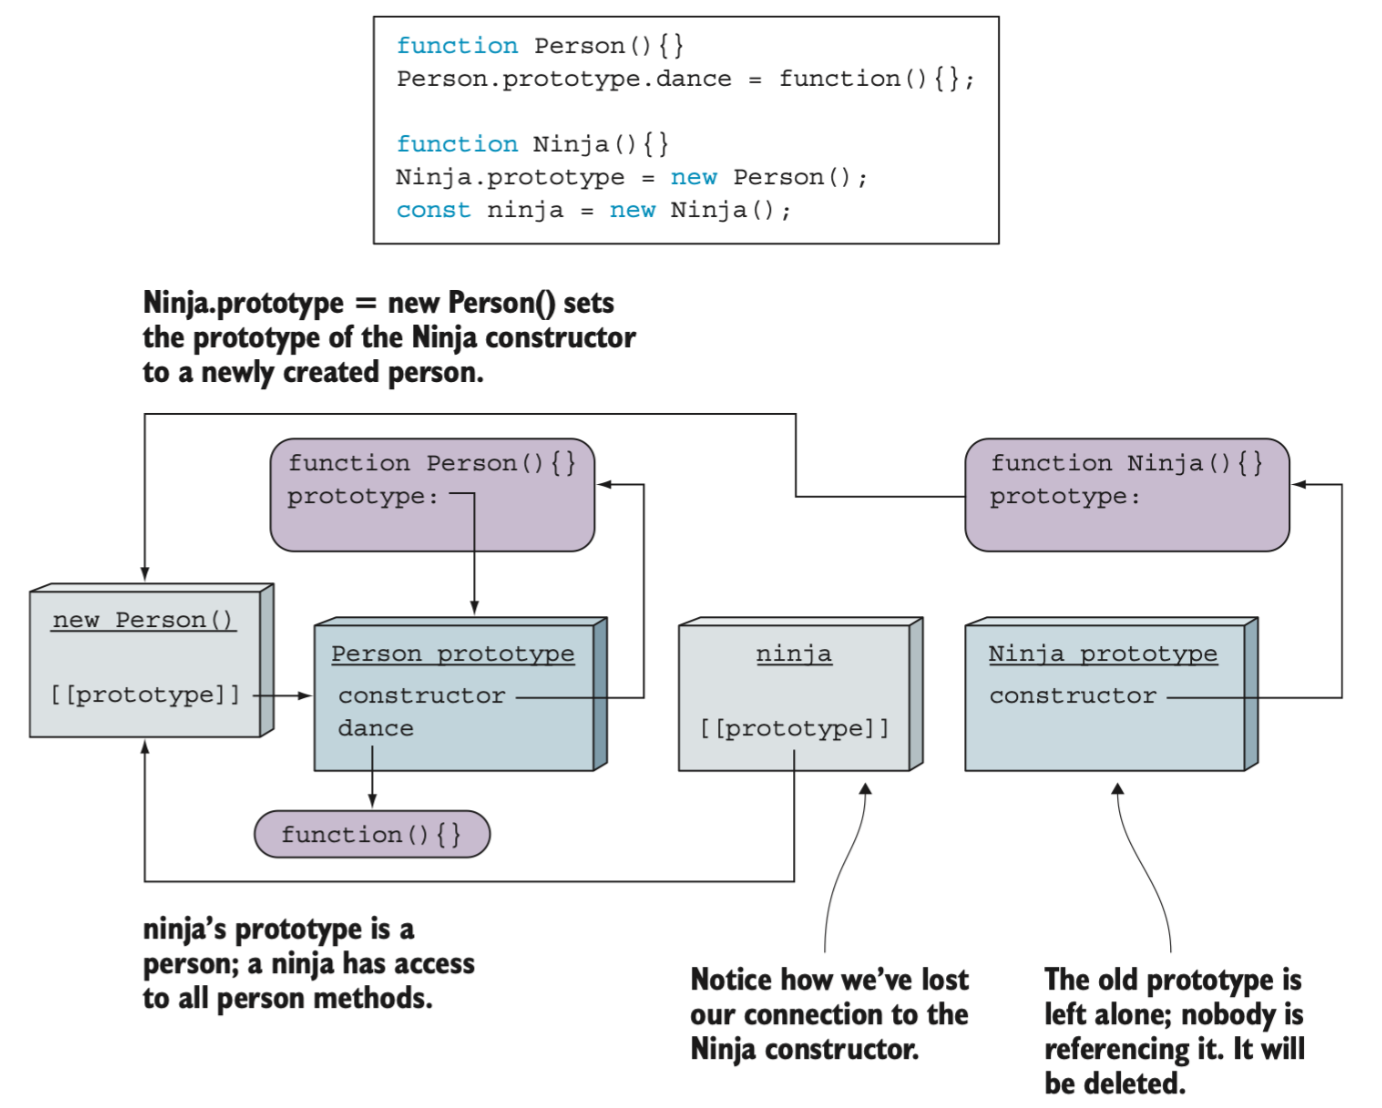 function Person(){}
Person.prototype.dance = function(){};
function Ninja(){}
Ninja.prototype = new Person();
const ninja = new Ninja();
Ninja.prototype = new Person() sets
the prototype of the Ninja constructor
to a newly created person.
function Person(){}
prototype:
function Ninja(){}
prototype:
new Person()
[[prototype]]
Person prototype
constructor
dance
ninja
[[prototype]]
Ninja prototype
constructor
function(){}
ninja’s prototype is a
person; a ninja has access
to all person methods.
Notice how we’ve lost
our connection to the
Ninja constructor.
The old prototype is
left alone; nobody is
referencing it. It will
be deleted.